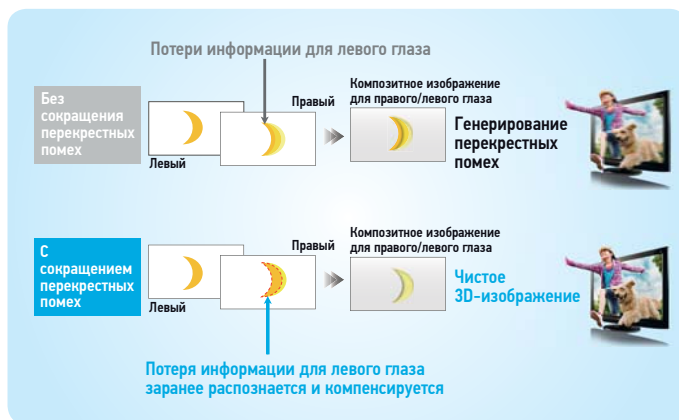 Потери информации для левого глаза
Без
сокращения
перекрестных
помех
Левый
Правый
Композитное изображение
для правого/левого глаза
Генерирование
перекрестных
помех
С
сокращением
перекрестных
помех
Левый
Правый
Композитное изображение
для правого/левого глаза
Чистое
3D-изображение
Потеря информации для левого глаза
заранее распознается и компенсируется